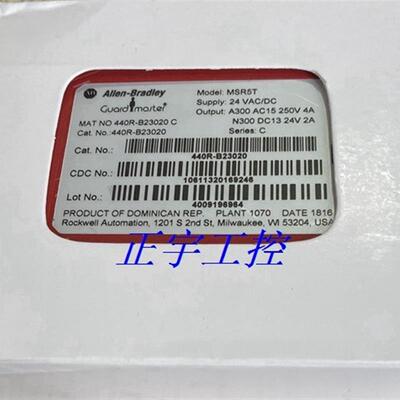 AB Allen-Bradley
Guardmaster
Model: MSR5T
Supply: 24 VAC/DC
Output: A300 AC15 250V 4A
N300 DC13 24V 2A
Series: C
MAT NO 440R-B23020 C
Cat. No.: 440R-B23020
Cat. No.:
440R-B23020
CDC No.:
10611320169246
Lot No.:
4009196964
PRODUCT OF DOMINICAN REP. PLANT 1070 DATE 1816
Rockwell Automation, 1201 S 2nd St, Milwaukee, WI 53204, USA
正宇工控